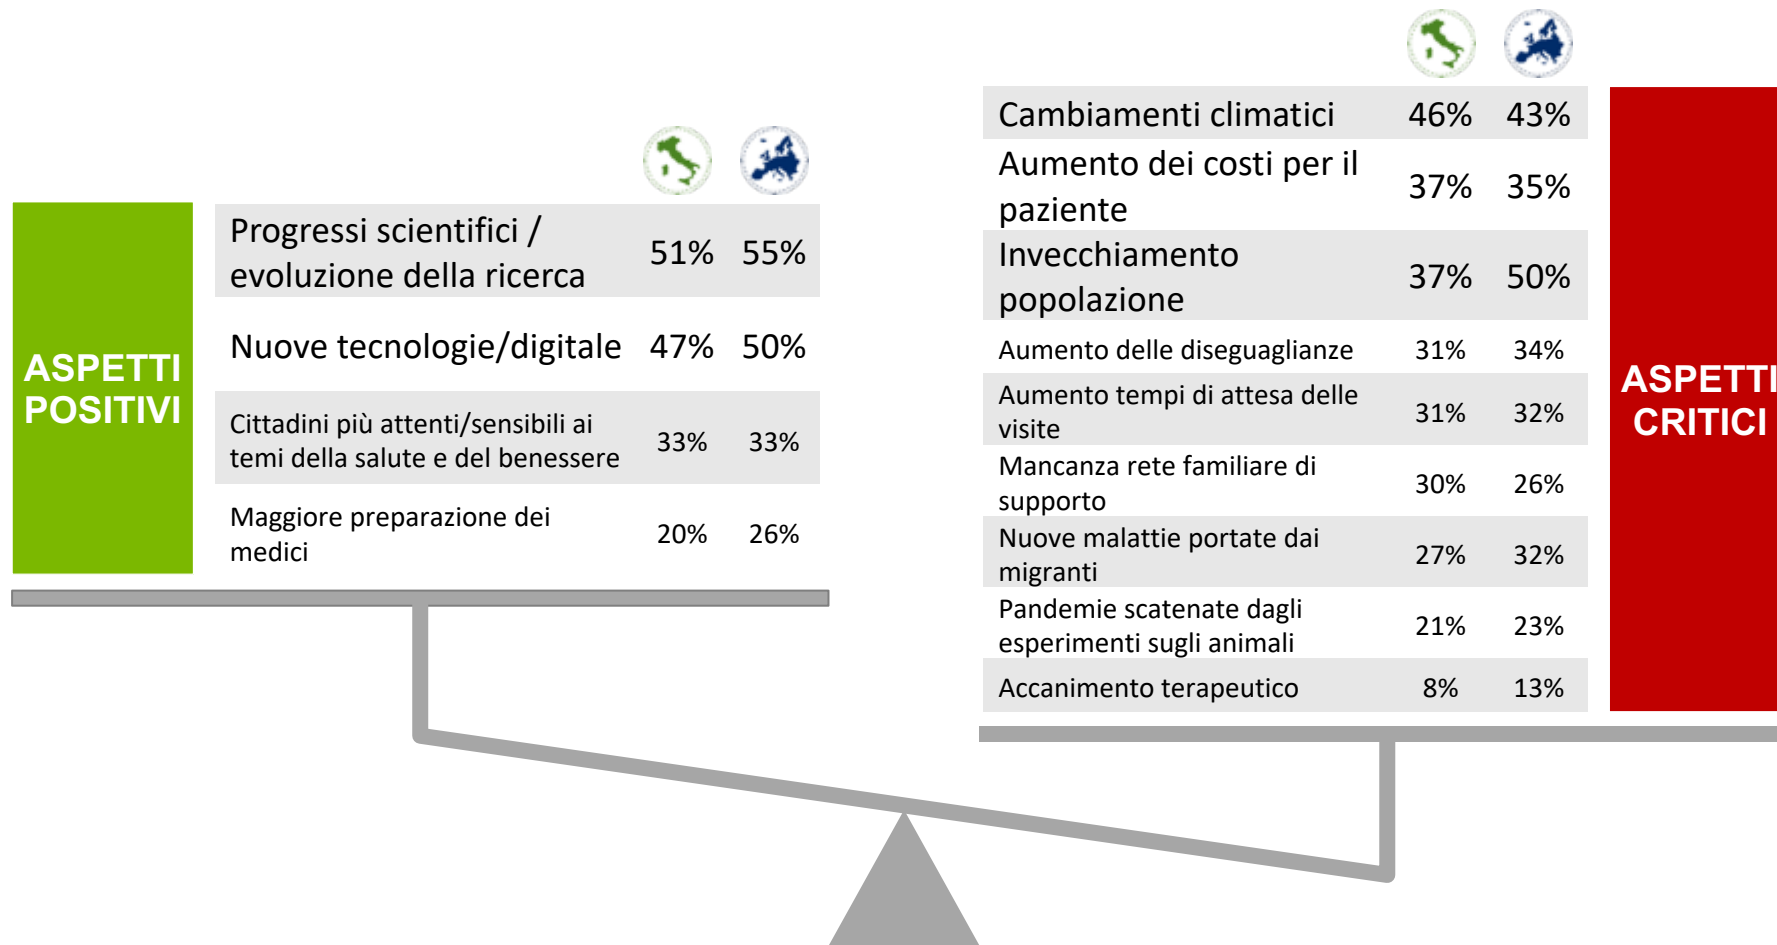 ASPETTI
POSITIVI
Progressi scientifici /
evoluzione della ricerca
51% 55%
Nuove tecnologie/digitale 47% 50%
Cittadini più attenti/sensibili ai
temi della salute e del benessere
33% 33%
Maggiore preparazione dei
medici
20% 26%
Cambiamenti climatici 46% 43%
Aumento dei costi per il
paziente
37% 35%
Invecchiamento
popolazione
37% 50%
Aumento delle diseguaglianze 31% 34%
Aumento tempi di attesa delle
visite
31% 32%
Mancanza rete familiare di
supporto
30% 26%
Nuove malattie portate dai
migranti
27% 32%
Pandemie scatenate dagli
esperimenti sugli animali
21% 23%
Accanimento terapeutico 8% 13%
ASPETTI
CRITICI